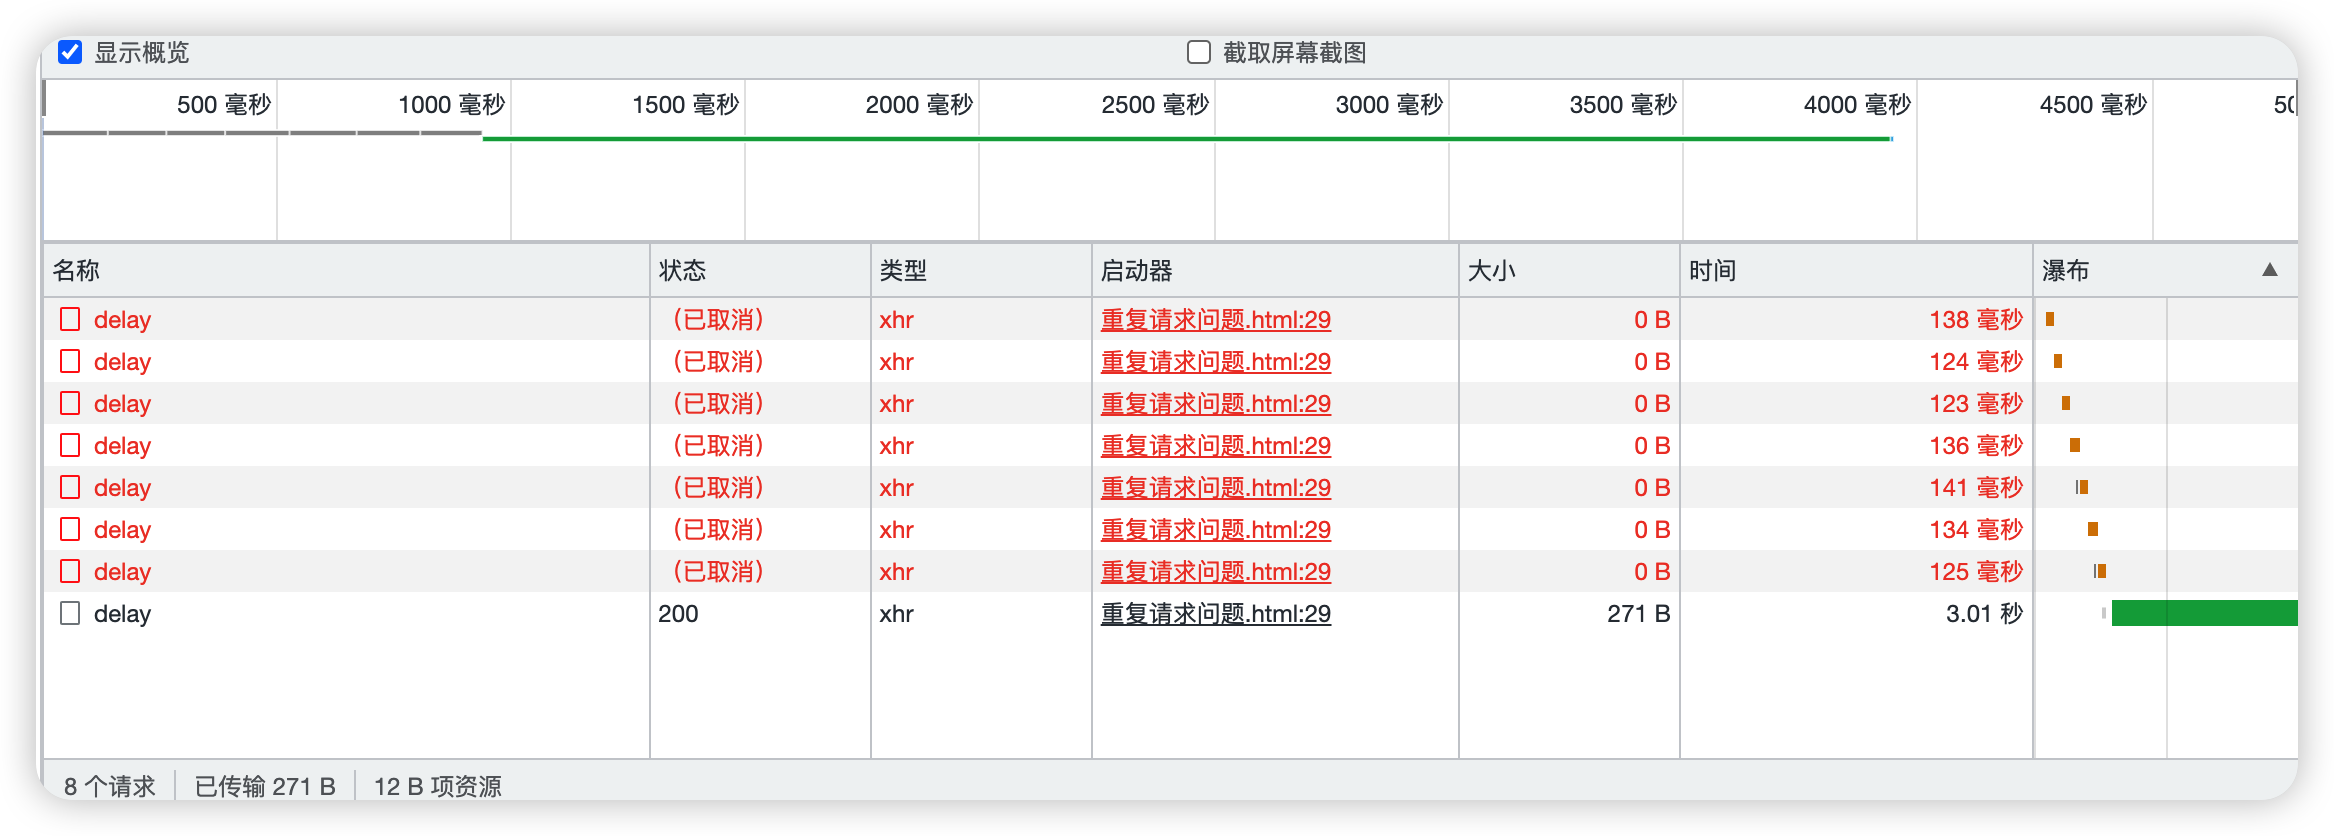 显示概览 截取屏幕截图
500 毫秒 1000 毫秒 1500 毫秒 2000 毫秒 2500 毫秒 3000 毫秒 3500 毫秒 4000 毫秒 4500 毫秒
名称 状态 类型 启动器 大小 时间 瀑布 ▲
delay （已取消） xhr 重复请求问题.html:29 0 B 138 毫秒
delay （已取消） xhr 重复请求问题.html:29 0 B 124 毫秒
delay （已取消） xhr 重复请求问题.html:29 0 B 123 毫秒
delay （已取消） xhr 重复请求问题.html:29 0 B 136 毫秒
delay （已取消） xhr 重复请求问题.html:29 0 B 141 毫秒
delay （已取消） xhr 重复请求问题.html:29 0 B 134 毫秒
delay （已取消） xhr 重复请求问题.html:29 0 B 125 毫秒
delay 200 xhr 重复请求问题.html:29 271 B 3.01 秒
8 个请求 已传输 271 B 12 B 项资源